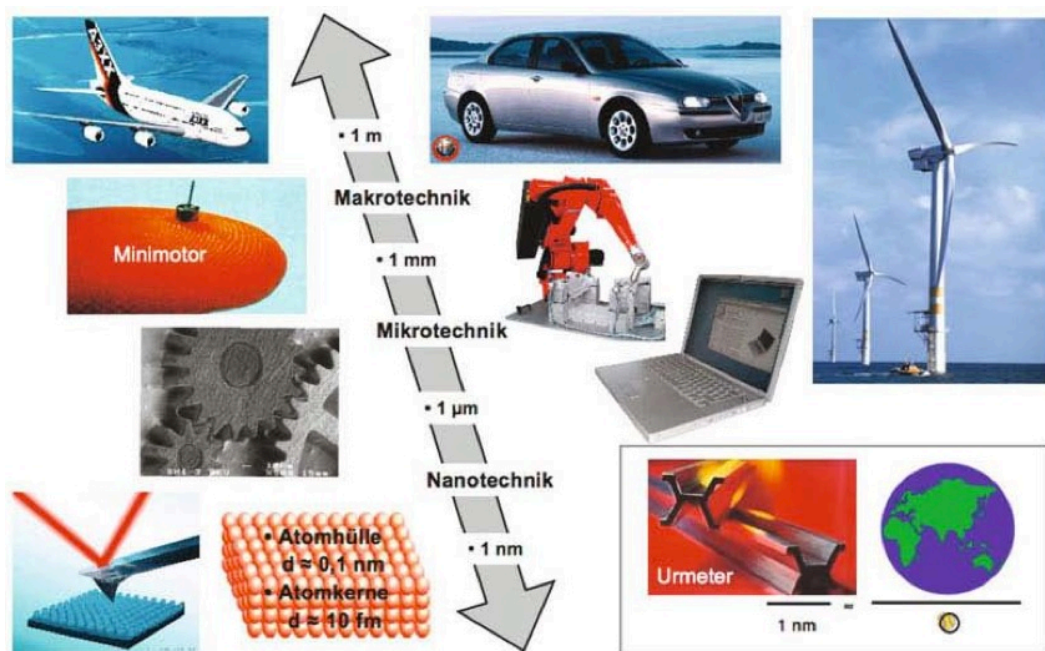 A3XX
• 1 m
Makrotechnik
• 1 mm
Minimotor
Mikrotechnik
• 1 µm
Nanotechnik
• 1 nm
• Atomhülle
d ≈ 0,1 nm
• Atomkerne
d ≈ 10 fm
Urmeter
1 nm